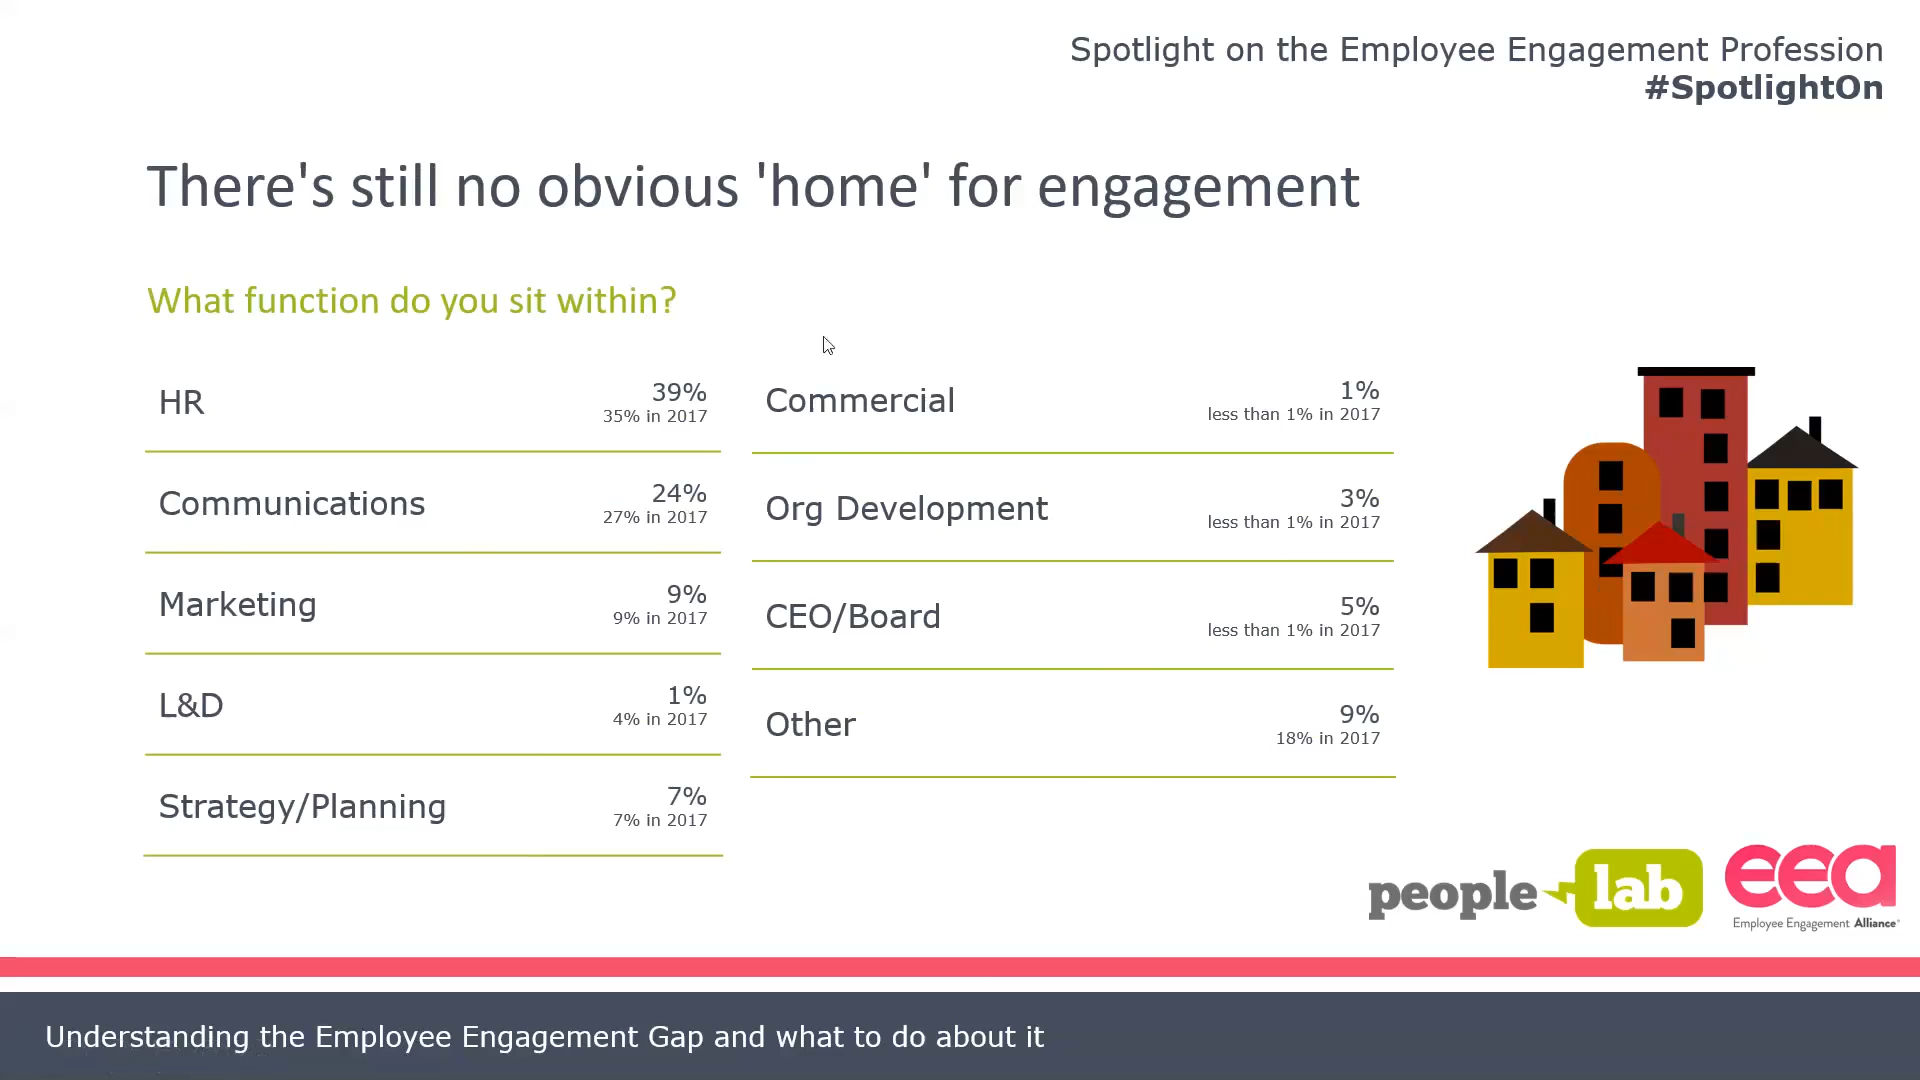 Spotlight on the Employee Engagement Profession
#SpotlightOn
There's still no obvious 'home' for engagement
What function do you sit within?
HR
39%
35% in 2017
Communications
24%
27% in 2017
Marketing
9%
9% in 2017
L&D
1%
4% in 2017
Strategy/Planning
7%
7% in 2017
Commercial
1%
less than 1% in 2017
Org Development
3%
less than 1% in 2017
CEO/Board
5%
less than 1% in 2017
Other
9%
18% in 2017
people lab
eea
Employee Engagement Alliance
Understanding the Employee Engagement Gap and what to do about it